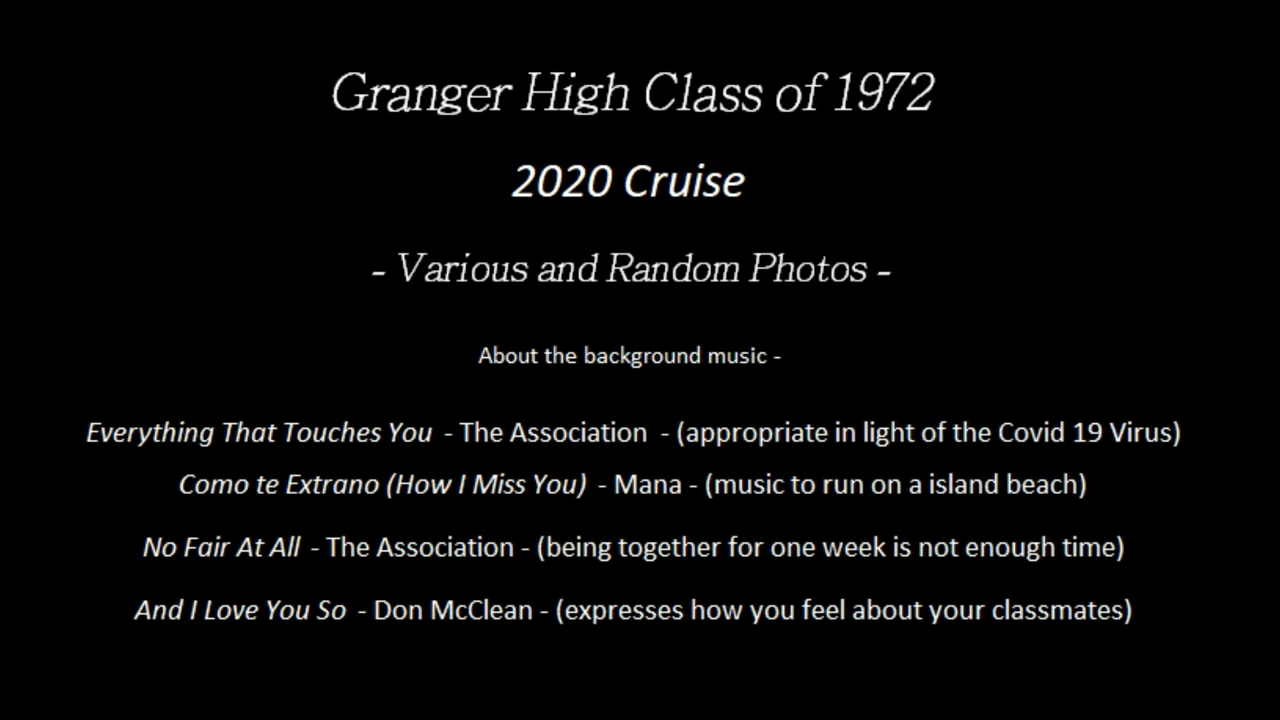 Granger High Class of 1972
2020 Cruise
- Various and Random Photos -
About the background music -
Everything That Touches You - The Association - (appropriate in light of the Covid 19 Virus)
Como te Extrano (How I Miss You) - Mana - (music to run on a island beach)
No Fair At All - The Association - (being together for one week is not enough time)
And I Love You So - Don McClean - (expresses how you feel about your classmates)